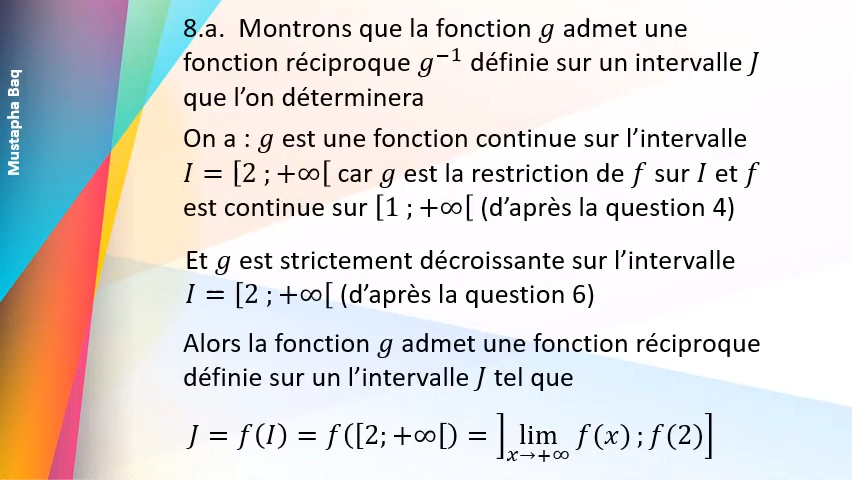 Mustapha Baq
8.a. Montrons que la fonction g admet une
fonction réciproque g⁻¹ définie sur un intervalle J
que l'on déterminera
On a : g est une fonction continue sur l'intervalle
I = [2 ; +∞[ car g est la restriction de f sur I et f
est continue sur [1 ; +∞[ (d'après la question 4)
Et g est strictement décroissante sur l'intervalle
I = [2 ; +∞[ (d'après la question 6)
Alors la fonction g admet une fonction réciproque
définie sur un l'intervalle J tel que
J = f(I) = f([2; +∞[) = ] lim x→+∞ f(x) ; f(2)]